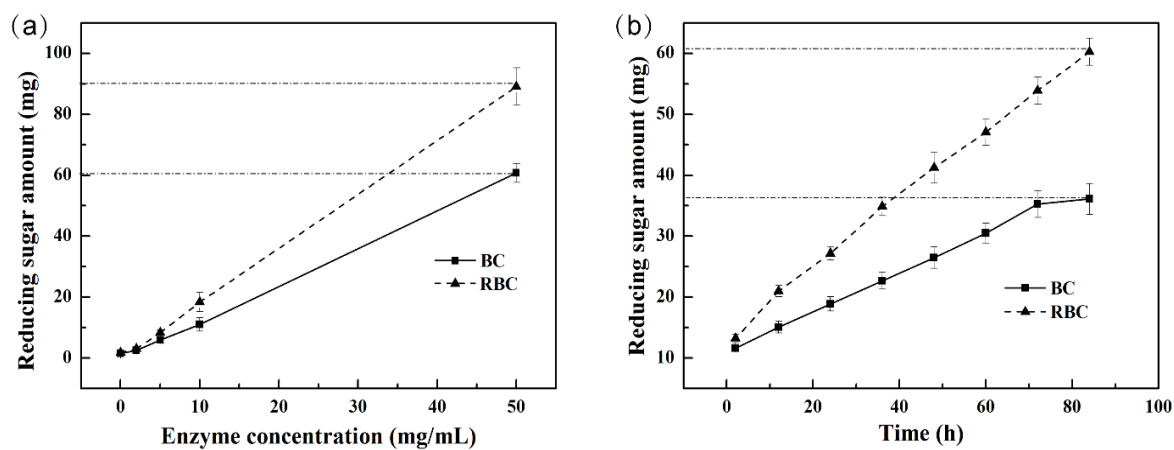 (a)
Reducing sugar amount (mg)
100
80
60
40
20
0
BC
RBC
0 10 20 30 40 50
Enzyme concentration (mg/mL)
(b)
Reducing sugar amount (mg)
60
50
40
30
20
10
BC
RBC
0 20 40 60 80 100
Time (h)